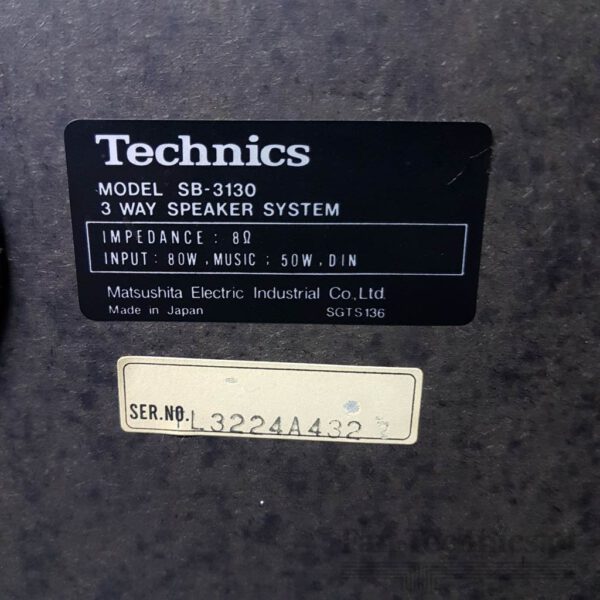 Technics
MODEL SB-3130
3 WAY SPEAKER SYSTEM
IMPEDANCE : 8Ω
INPUT : 80W , MUSIC ; 50W , DIN
Matsushita Electric Industrial Co., Ltd.
Made in Japan SGTS136
SER.NO.